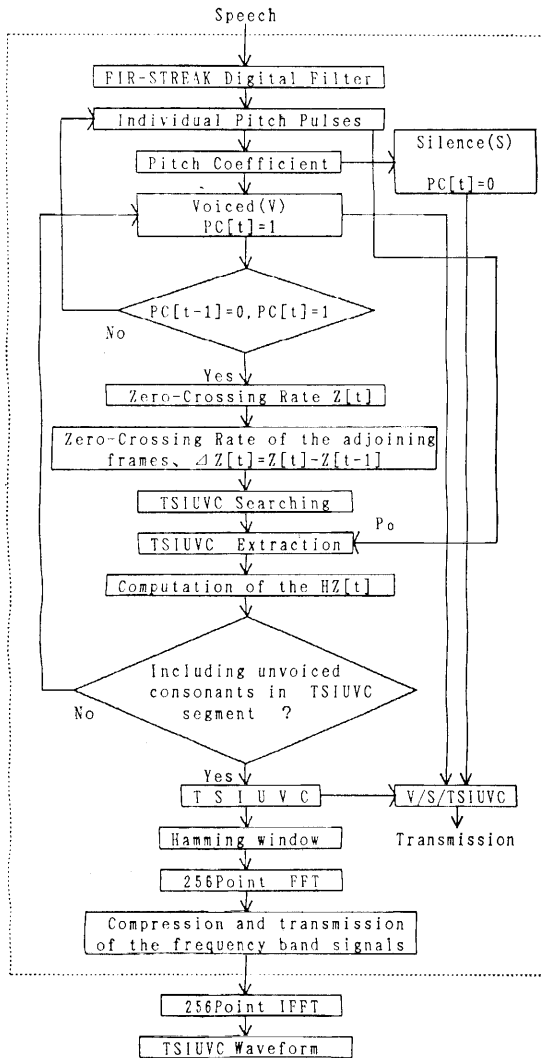 Speech
FIR-STREAK Digital Filter
Individual Pitch Pulses
Silence(S)
PC[t]=0
Pitch Coefficient
Voiced(V)
PC[t]=1
PC[t-1]=0, PC[t]=1
No
Yes
Zero-Crossing Rate Z[t]
Zero-Crossing Rate of the adjoining
frames、⊿Z[t]=Z[t]-Z[t-1]
TSIUVC Searching
Po
TSIUVC Extraction
Computation of the HZ[t]
Including unvoiced
consonants in TSIUVC
segment ?
No
Yes
TSIUVC
V/S/TSIUVC
Transmission
Hamming window
256Point FFT
Compression and transmission
of the frequency band signals
256Point IFFT
TSIUVC Waveform